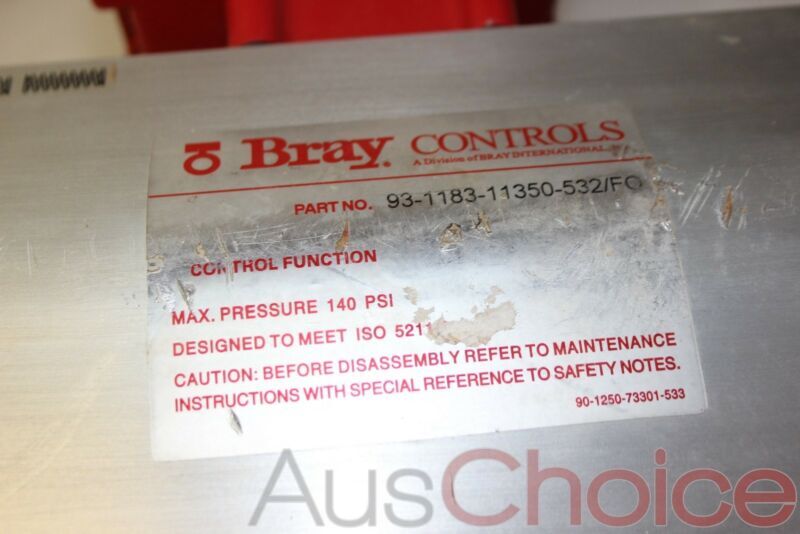 Bray® CONTROLS
A Division of BRAY INTERNATIONAL
PART NO. 93-1183-11350-532/FO
CONTROL FUNCTION
MAX. PRESSURE 140 PSI
DESIGNED TO MEET ISO 5211
CAUTION: BEFORE DISASSEMBLY REFER TO MAINTENANCE
INSTRUCTIONS WITH SPECIAL REFERENCE TO SAFETY NOTES.
90-1250-73301-533
AusChoice